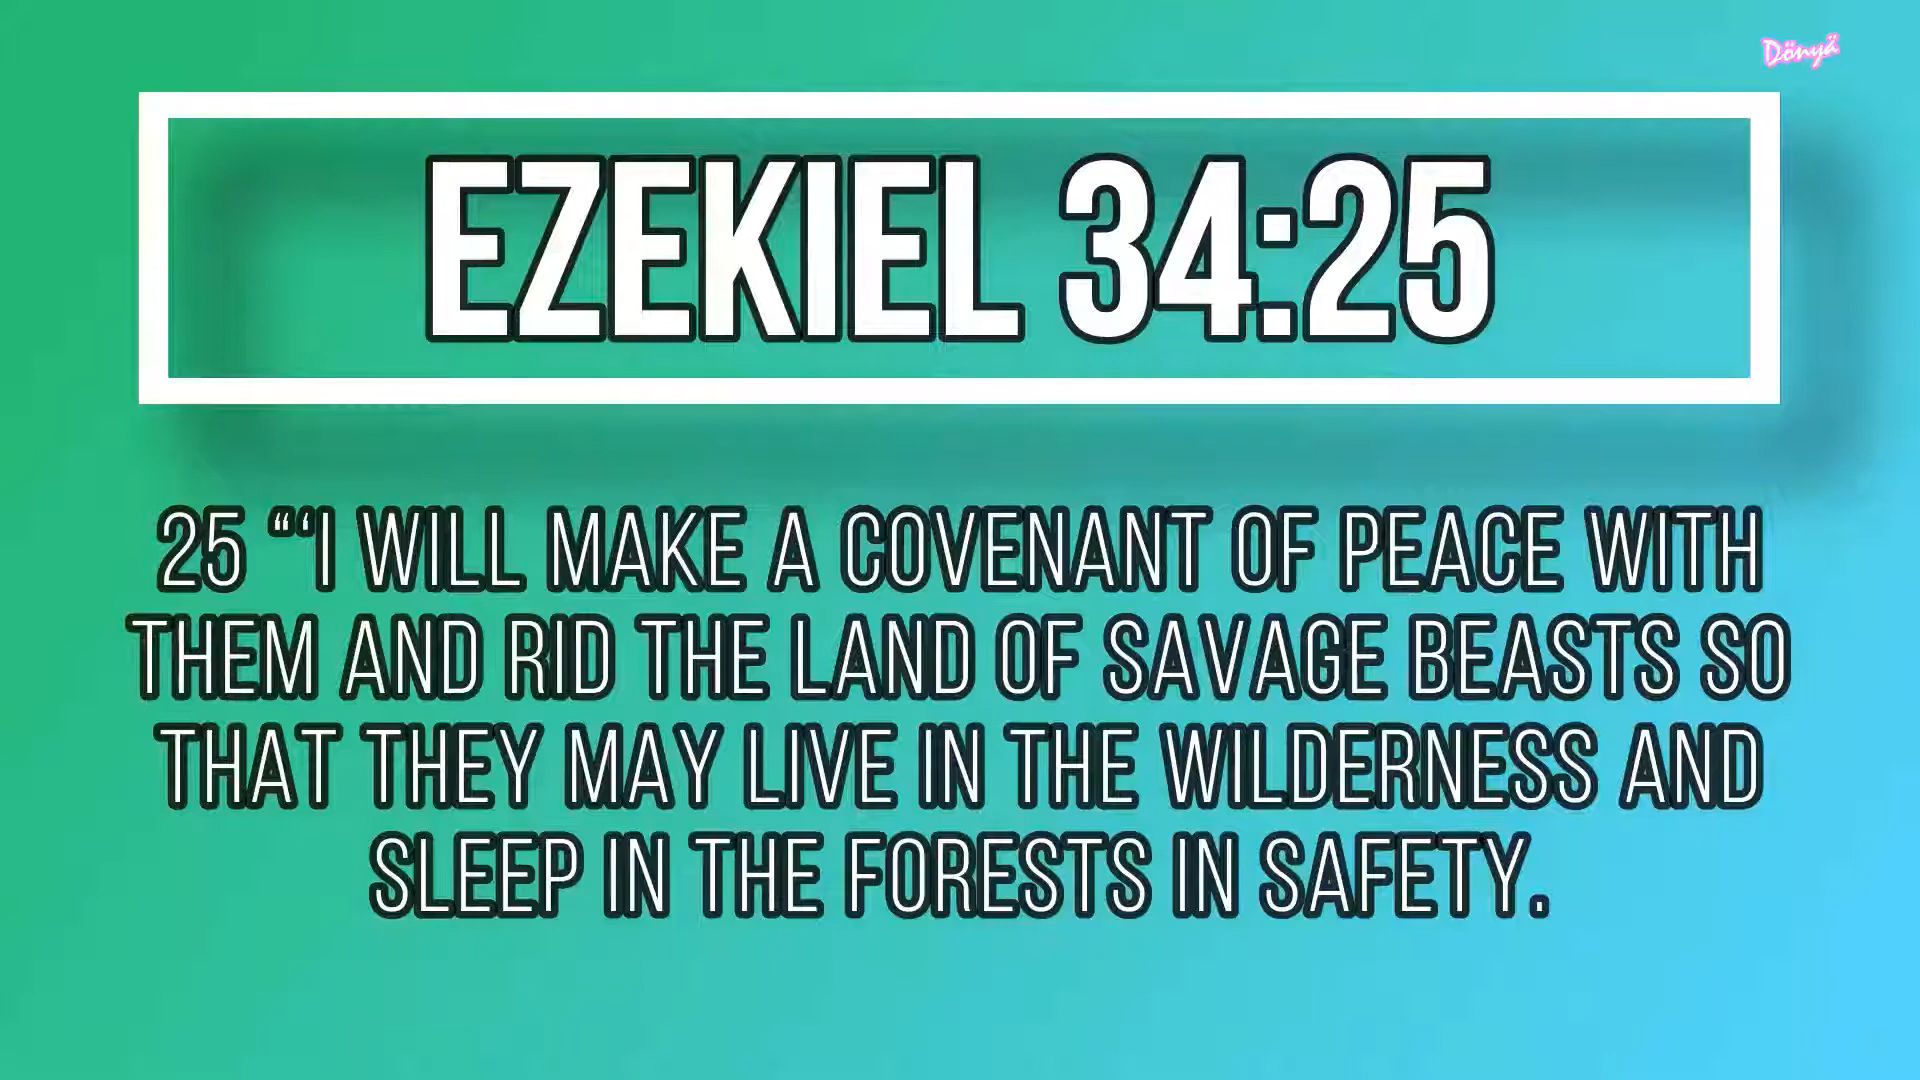 Dönyä
EZEKIEL 34:25
25 “‘I WILL MAKE A COVENANT OF PEACE WITH
THEM AND RID THE LAND OF SAVAGE BEASTS SO
THAT THEY MAY LIVE IN THE WILDERNESS AND
SLEEP IN THE FORESTS IN SAFETY.